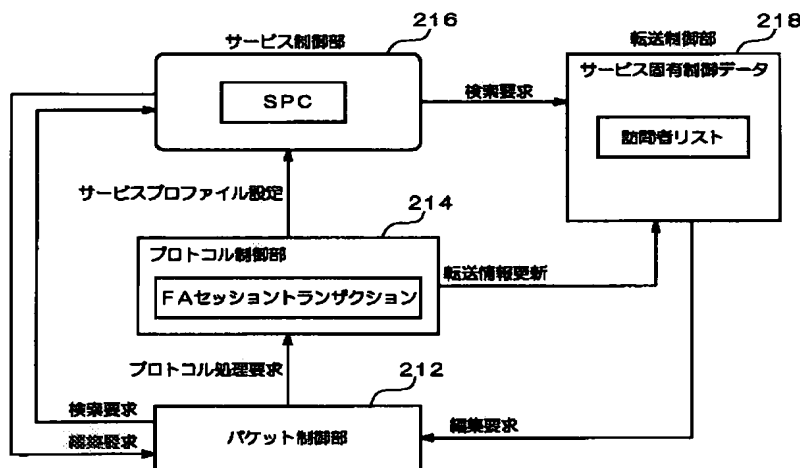 216
サービス制御部
SPC
検索要求
218
転送制御部
サービス固有制御データ
訪問者リスト
サービスプロファイル設定
214
プロトコル制御部
FAセッショントランザクション
転送情報更新
プロトコル処理要求
212
検索要求
編集要求
パケット制御部
編集要求